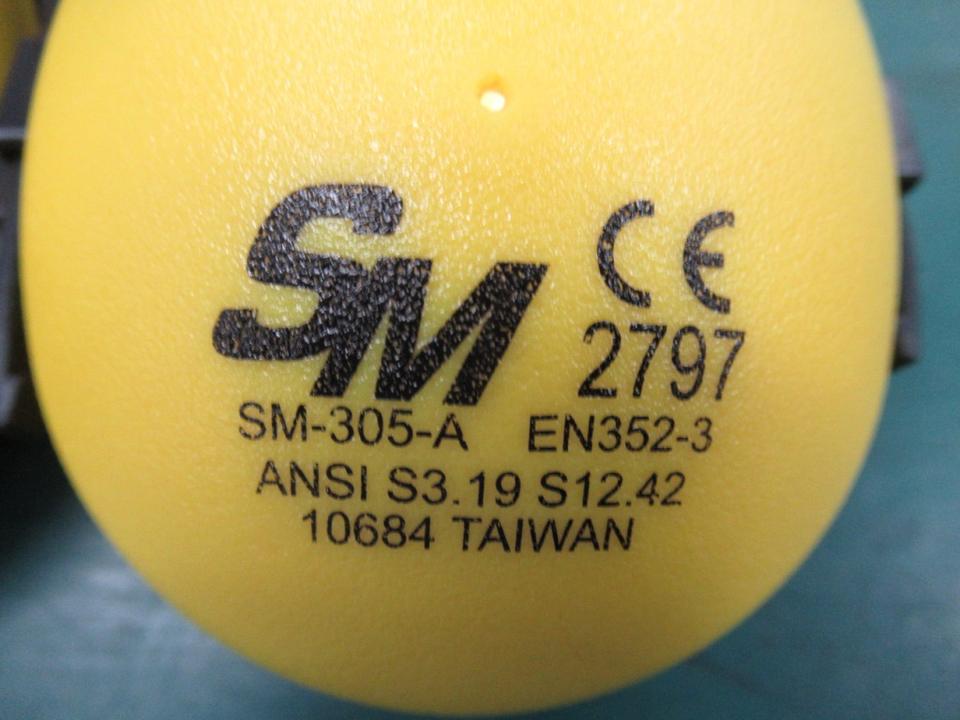 SM
CE
2797
SM-305-A EN352-3
ANSI S3.19 S12.42
10684 TAIWAN